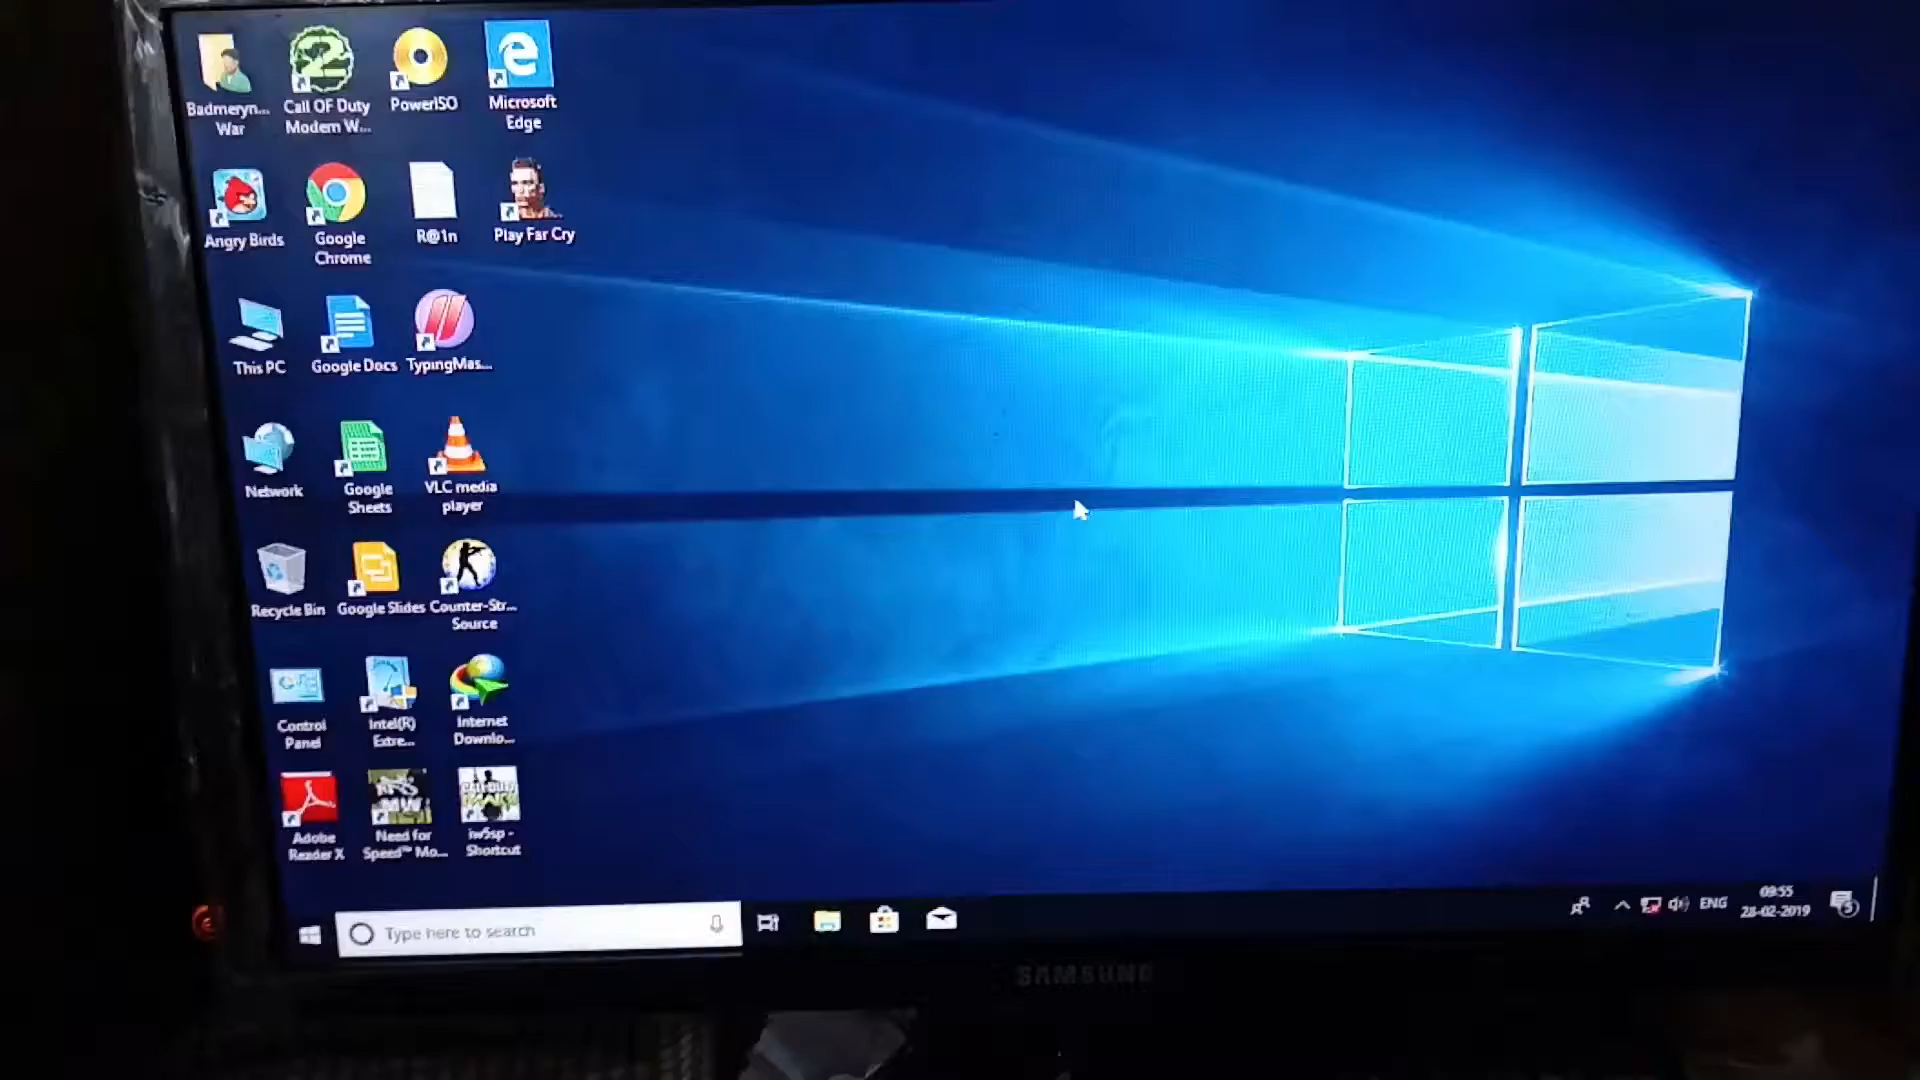 Badmeryn...
War
Call OF Duty
Modern W...
PowerISO
Microsoft
Edge
Angry Birds
Google
Chrome
R@1n
Play Far Cry
This PC
Google Docs
TypingMas...
Network
Google
Sheets
VLC media
player
Recycle Bin
Google Slides
Counter-Str...
Source
Control
Panel
Intel(R)
Extre...
Internet
Downlo...
Adobe
Reader X
Need for
Speed™ Mo...
iw5sp -
Shortcut
Type here to search
ENG
09:55
28-02-2019
SAMSUNG